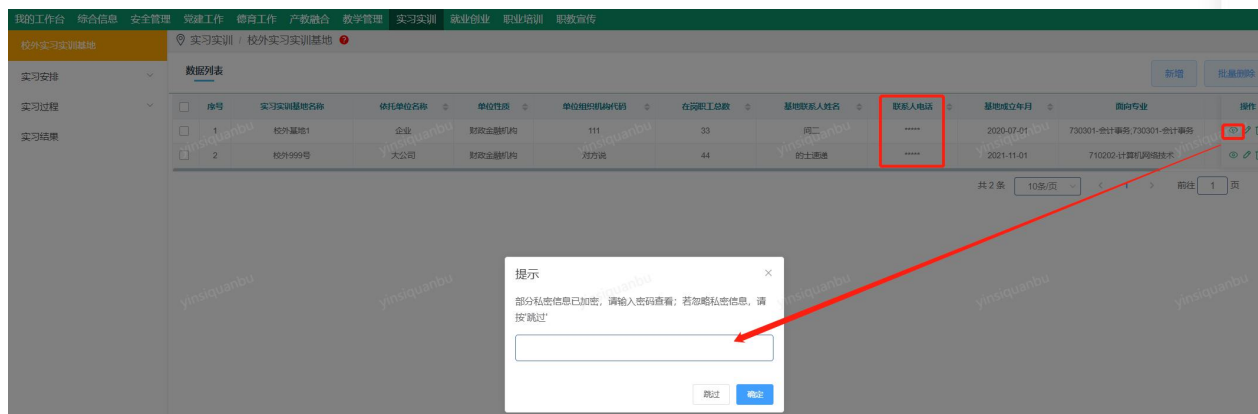 我的工作台 综合信息 安全管理 党建工作 德育工作 产教融合 教学管理 实习实训 就业创业 职业培训 职教宣传
校外实习实训基地
实习实训 / 校外实习实训基地
实习安排
实习过程
实习结果
数据列表
新增 批量删除
序号 实习实训基地名称 依托单位名称 单位性质 单位组织机构代码 在岗职工总数 基地联系人姓名 联系人电话 基地成立年月 面向专业 操作
1 校外基地1 企业 财政金融机构 111 33 间二 ***** 2020-07-01 730301-会计事务;730301-会计事务
2 校外999号 大公司 财政金融机构 对方说 44 的士速递 ***** 2021-11-01 710202-计算机网络技术
共 2 条 10条/页 1 前往 1 页
提示
部分私密信息已加密，请输入密码查看；若忽略私密信息，请
按'跳过'
跳过 确定
yinsiquanbu
yinsiquanbu
yinsiquanbu
yinsiquanbu
yinsiquanbu
yinsiquanbu
yinsiquanbu
yinsiquanbu
yinsiquanbu